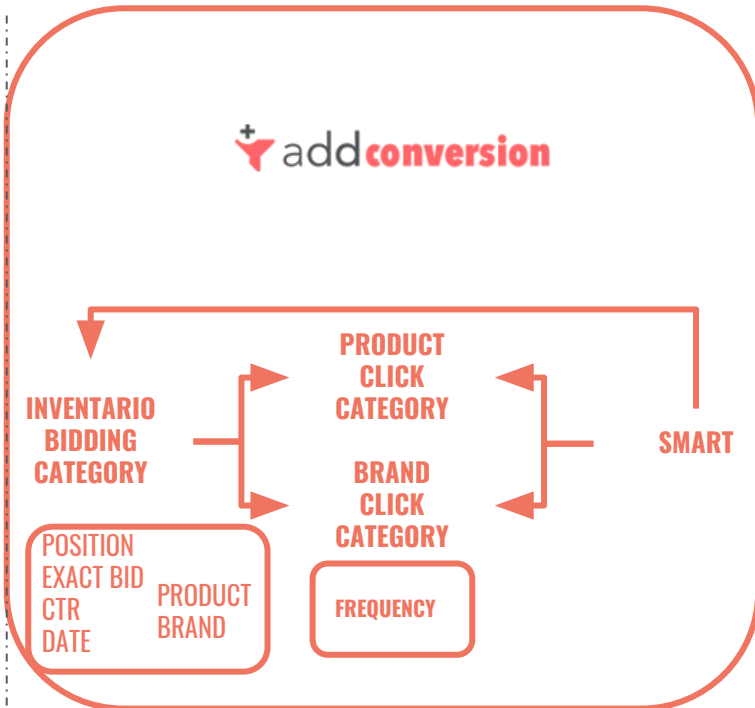 +addconversion
PRODUCT
CLICK
CATEGORY
INVENTARIO
BIDDING
CATEGORY
SMART
BRAND
CLICK
CATEGORY
POSITION
EXACT BID
CTR
DATE
PRODUCT
BRAND
FREQUENCY